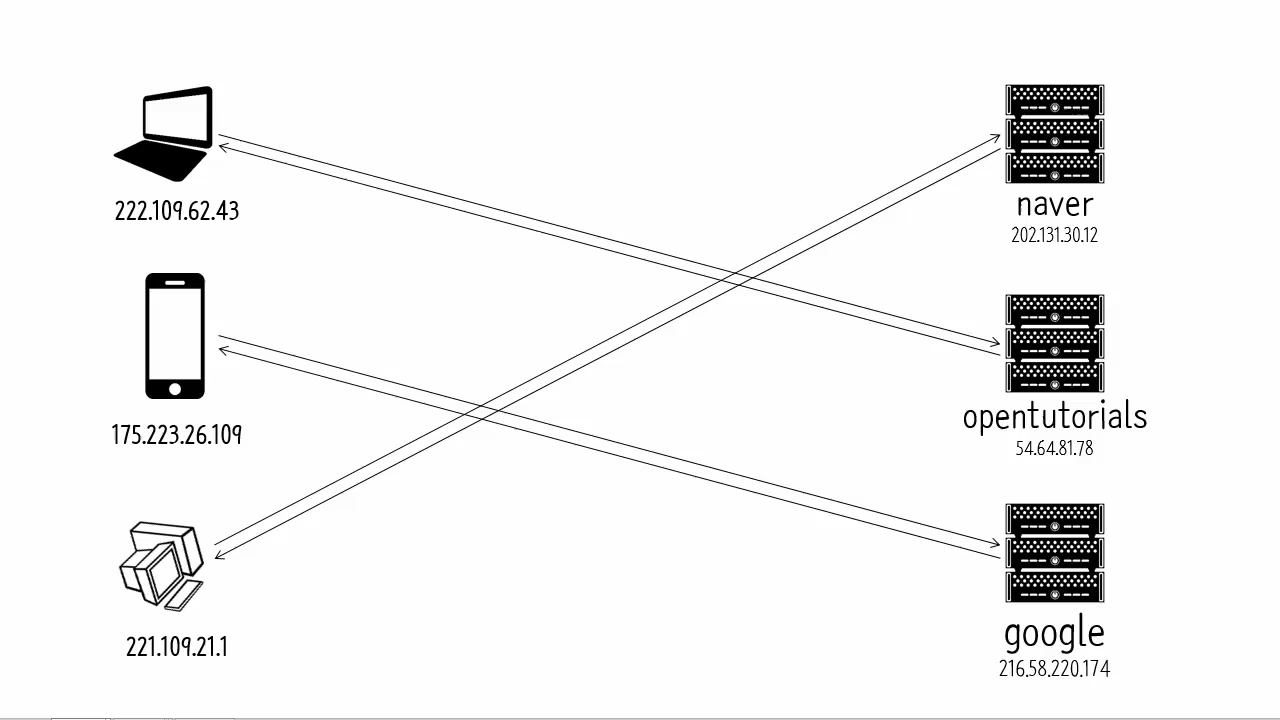 222.109.62.43
175.223.26.109
221.109.21.1
naver
202.131.30.12
opentutorials
54.64.81.78
google
216.58.220.174